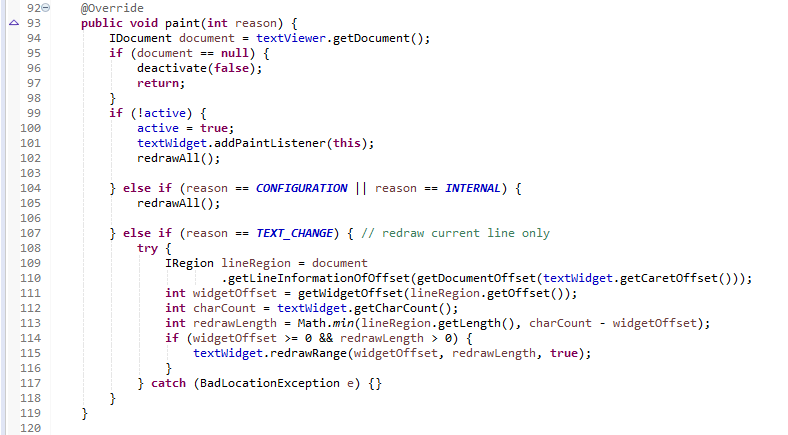 92 @Override
93 public void paint(int reason) {
94 IDocument document = textViewer.getDocument();
95 if (document == null) {
96 deactivate(false);
97 return;
98 }
99 if (!active) {
100 active = true;
101 textWidget.addPaintListener(this);
102 redrawAll();
103
104 } else if (reason == CONFIGURATION || reason == INTERNAL) {
105 redrawAll();
106
107 } else if (reason == TEXT_CHANGE) { // redraw current line only
108 try {
109 IRegion lineRegion = document
110 .getLineInformationOfOffset(getDocumentOffset(textWidget.getCaretOffset()));
111 int widgetOffset = getWidgetOffset(lineRegion.getOffset());
112 int charCount = textWidget.getCharCount();
113 int redrawLength = Math.min(lineRegion.getLength(), charCount - widgetOffset);
114 if (widgetOffset >= 0 && redrawLength > 0) {
115 textWidget.redrawRange(widgetOffset, redrawLength, true);
116 }
117 } catch (BadLocationException e) {}
118 }
119 }
120